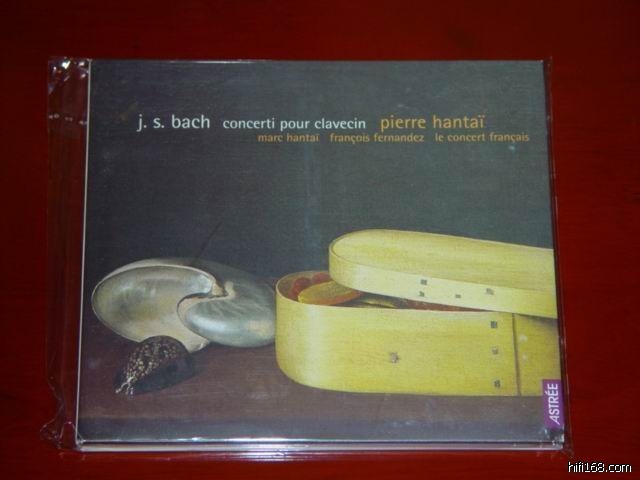 j. s. bach concerti pour clavecin pierre hantaï
marc hantaï françois fernandez le concert français
ASTRÉE
hifi168.com